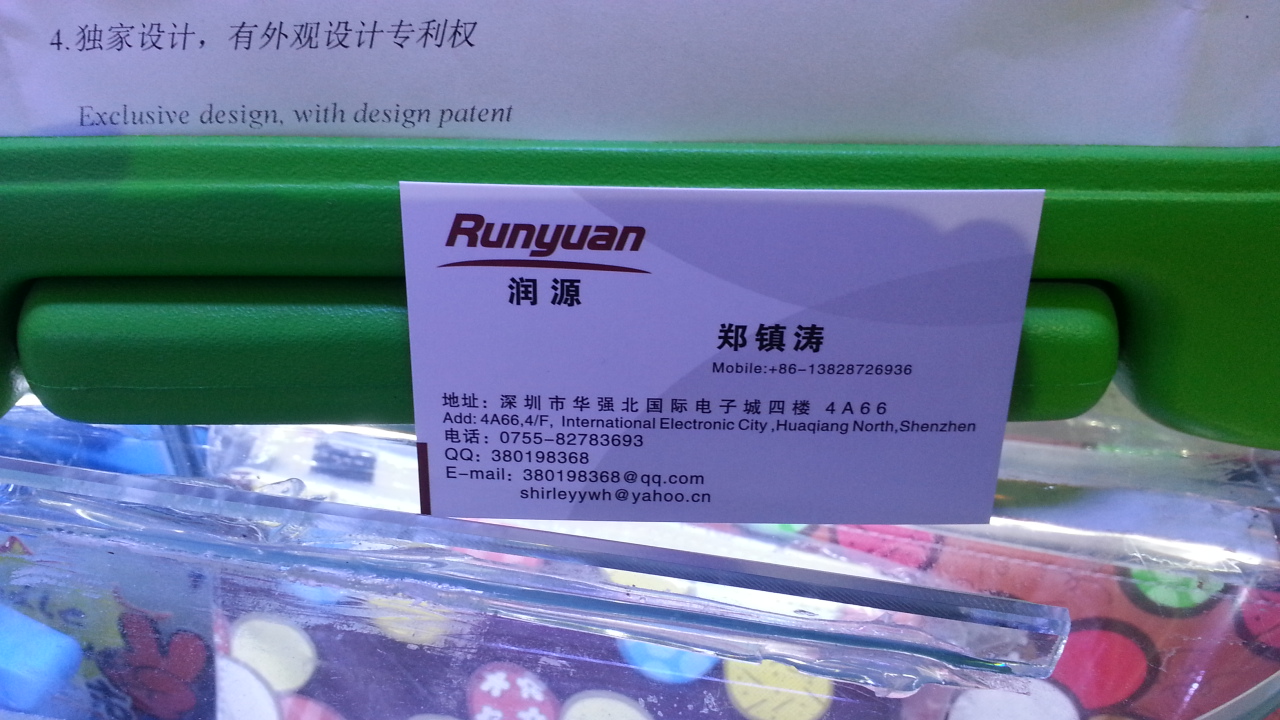 4.独家设计，有外观设计专利权
Exclusive design, with design patent
Runyuan
润源
郑镇涛
Mobile:+86-13828726936
地址：深圳市华强北国际电子城四楼 4A66
Add: 4A66,4/F, International Electronic City ,Huaqiang North,Shenzhen
电话：0755-82783693
QQ：380198368
E-mail：380198368@qq.com
shirleyywh@yahoo.cn